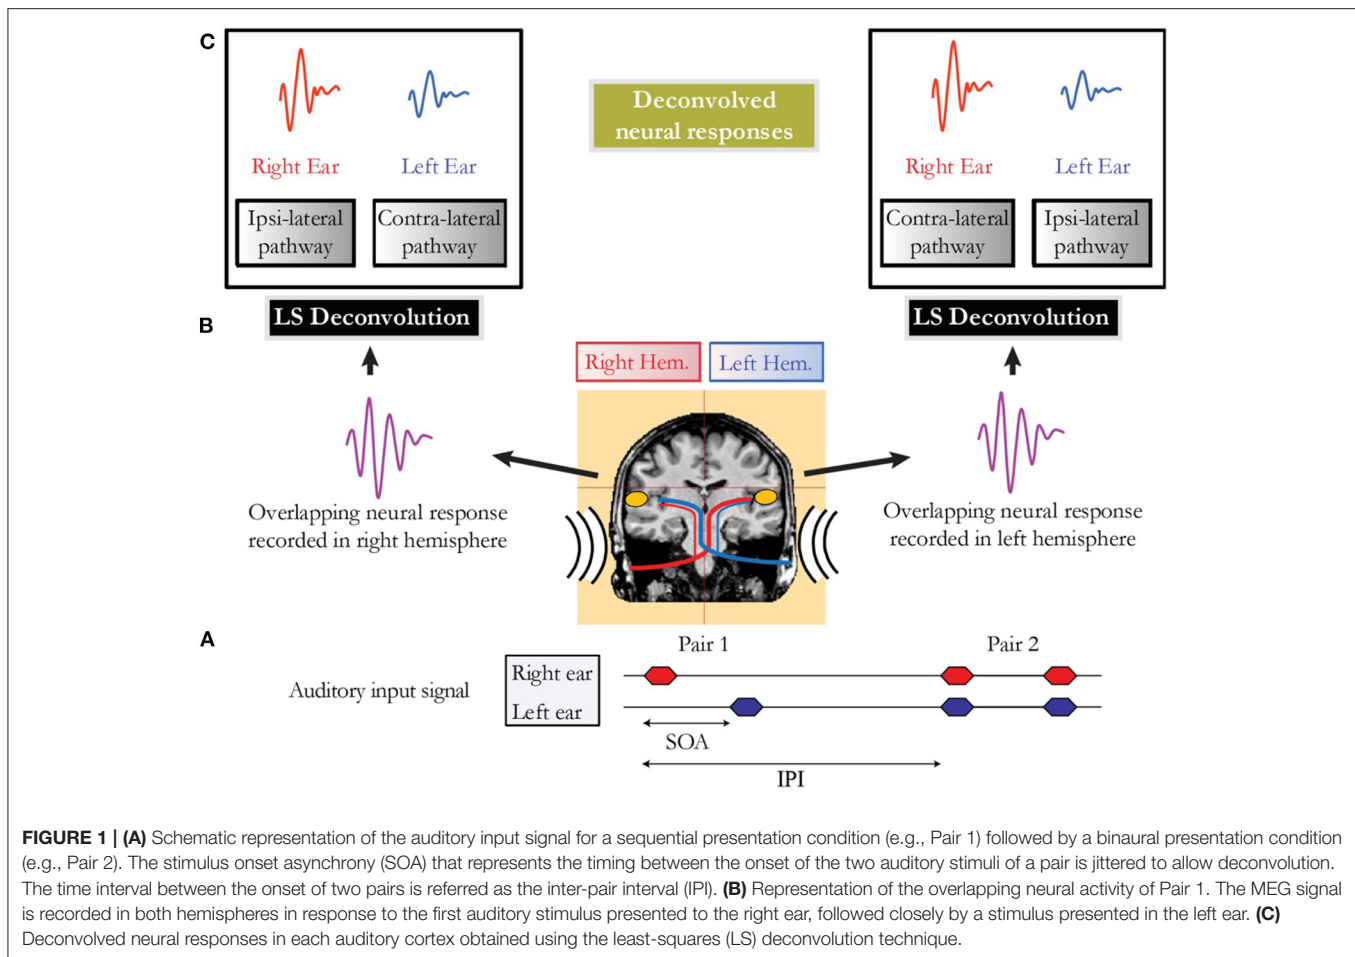 C
Deconvolved
neural responses
Right Ear
Left Ear
Ipsi-lateral
pathway
Contra-lateral
pathway
Right Ear
Left Ear
Contra-lateral
pathway
Ipsi-lateral
pathway
LS Deconvolution
LS Deconvolution
B
Right Hem.
Left Hem.
Overlapping neural response
recorded in right hemisphere
Overlapping neural response
recorded in left hemisphere
A
Pair 1
Pair 2
Auditory input signal
Right ear
Left ear
SOA
IPI
FIGURE 1 | (A) Schematic representation of the auditory input signal for a sequential presentation condition (e.g., Pair 1) followed by a binaural presentation condition
(e.g., Pair 2). The stimulus onset asynchrony (SOA) that represents the timing between the onset of the two auditory stimuli of a pair is jittered to allow deconvolution.
The time interval between the onset of two pairs is referred as the inter-pair interval (IPI). (B) Representation of the overlapping neural activity of Pair 1. The MEG signal
is recorded in both hemispheres in response to the first auditory stimulus presented to the right ear, followed closely by a stimulus presented in the left ear. (C)
Deconvolved neural responses in each auditory cortex obtained using the least-squares (LS) deconvolution technique.